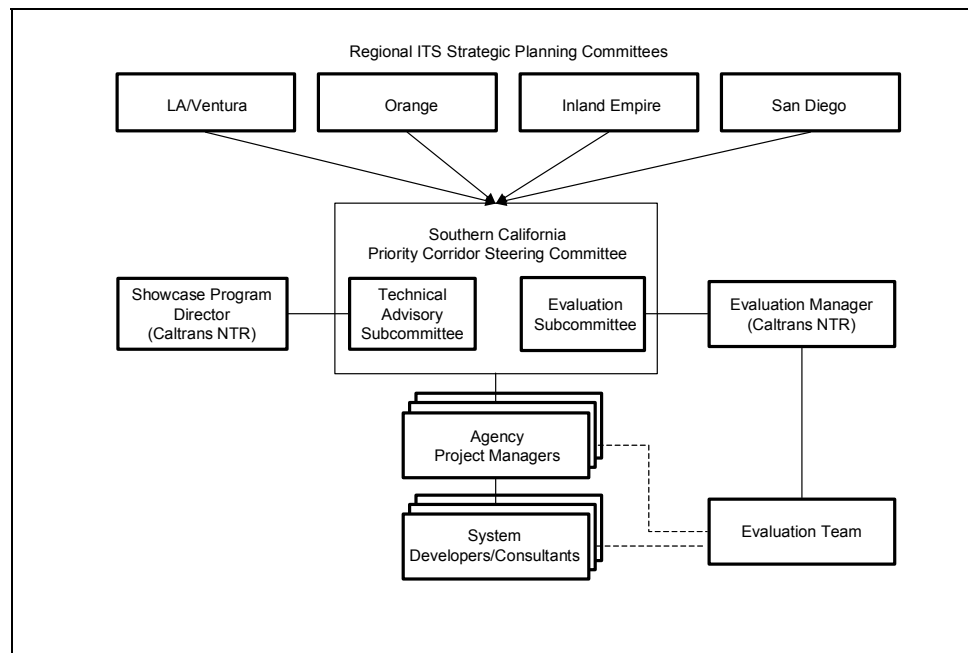 Regional ITS Strategic Planning Committees
LA/Ventura
Orange
Inland Empire
San Diego
Southern California
Priority Corridor Steering Committee
Showcase Program
Director
(Caltrans NTR)
Technical
Advisory
Subcommittee
Evaluation
Subcommittee
Evaluation Manager
(Caltrans NTR)
Agency
Project Managers
System
Developers/Consultants
Evaluation Team